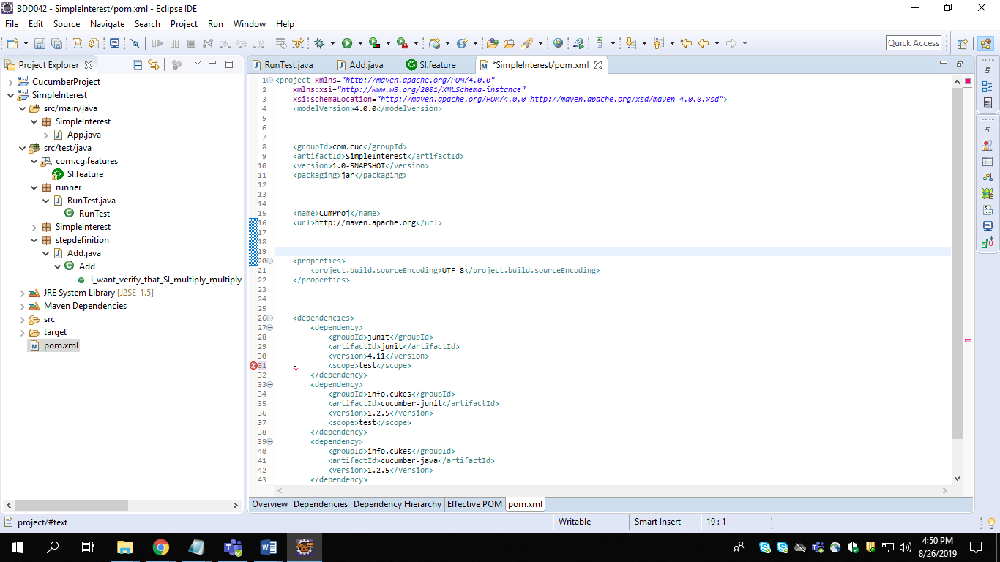 BDD042 - SimpleInterest/pom.xml - Eclipse IDE
File Edit Source Navigate Search Project Run Window Help
Quick Access
Project Explorer
RunTest.java Add.java SI.feature *SimpleInterest/pom.xml
CucumberProject
SimpleInterest
src/main/java
SimpleInterest
App.java
src/test/java
com.cg.features
SI.feature
runner
RunTest.java
RunTest
SimpleInterest
stepdefinition
Add.java
Add
i_want_verify_that_SI_multiply_multiply
JRE System Library [J2SE-1.5]
Maven Dependencies
src
target
pom.xml
1 <project xmlns="http://maven.apache.org/POM/4.0.0"
2 xmlns:xsi="http://www.w3.org/2001/XMLSchema-instance"
3 xsi:schemaLocation="http://maven.apache.org/POM/4.0.0 http://maven.apache.org/xsd/maven-4.0.0.xsd">
4 <modelVersion>4.0.0</modelVersion>
5
6
7
8 <groupId>com.cuc</groupId>
9 <artifactId>SimpleInterest</artifactId>
10 <version>1.0-SNAPSHOT</version>
11 <packaging>jar</packaging>
12
13
14
15 <name>CumProj</name>
16 <url>http://maven.apache.org</url>
17
18
19
20 <properties>
21 <project.build.sourceEncoding>UTF-8</project.build.sourceEncoding>
22 </properties>
23
24
25
26 <dependencies>
27 <dependency>
28 <groupId>junit</groupId>
29 <artifactId>junit</artifactId>
30 <version>4.11</version>
31 - <scope>test</scope>
32 </dependency>
33 <dependency>
34 <groupId>info.cukes</groupId>
35 <artifactId>cucumber-junit</artifactId>
36 <version>1.2.5</version>
37 <scope>test</scope>
38 </dependency>
39 <dependency>
40 <groupId>info.cukes</groupId>
41 <artifactId>cucumber-java</artifactId>
42 <version>1.2.5</version>
43 </dependency>
Overview Dependencies Dependency Hierarchy Effective POM pom.xml
project/#text Writable Smart Insert 19 : 1
4:50 PM
8/26/2019